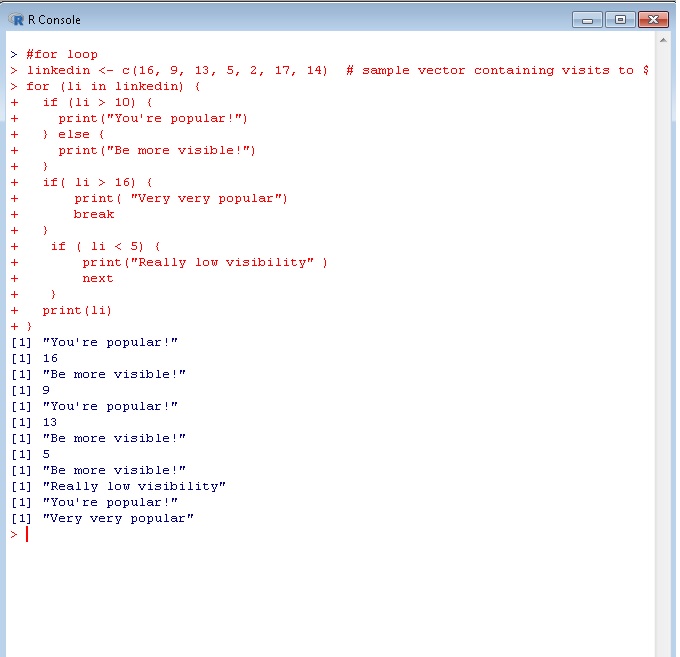 R Console
> #for loop
> linkedin <- c(16, 9, 13, 5, 2, 17, 14)  # sample vector containing visits to $
> for (li in linkedin) {
+   if (li > 10) {
+     print("You're popular!")
+   } else {
+     print("Be more visible!")
+   }
+   if( li > 16) {
+       print( "Very very popular")
+       break
+   }
+    if ( li < 5) {
+        print("Really low visibility" )
+        next
+    }
+   print(li)
+ }
[1] "You're popular!"
[1] 16
[1] "Be more visible!"
[1] 9
[1] "You're popular!"
[1] 13
[1] "Be more visible!"
[1] 5
[1] "Be more visible!"
[1] "Really low visibility"
[1] "You're popular!"
[1] "Very very popular"
>